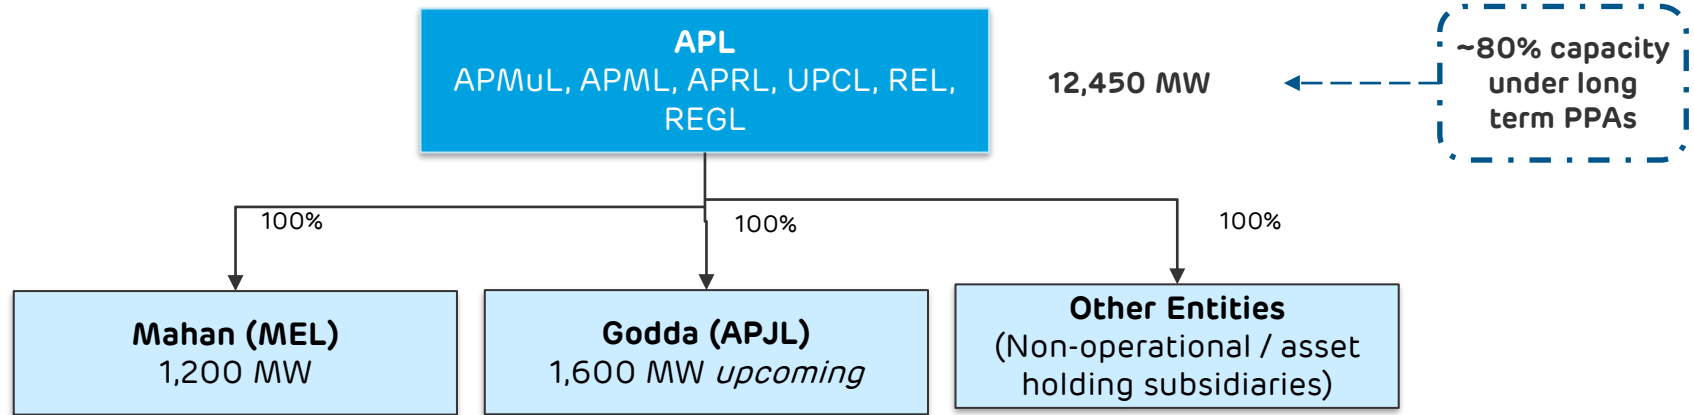 APL
APMuL, APML, APRL, UPCL, REL,
REGL
12,450 MW
~80% capacity
under long
term PPAs
100%
100%
100%
Mahan (MEL)
1,200 MW
Godda (APJL)
1,600 MW upcoming
Other Entities
(Non-operational / asset
holding subsidiaries)